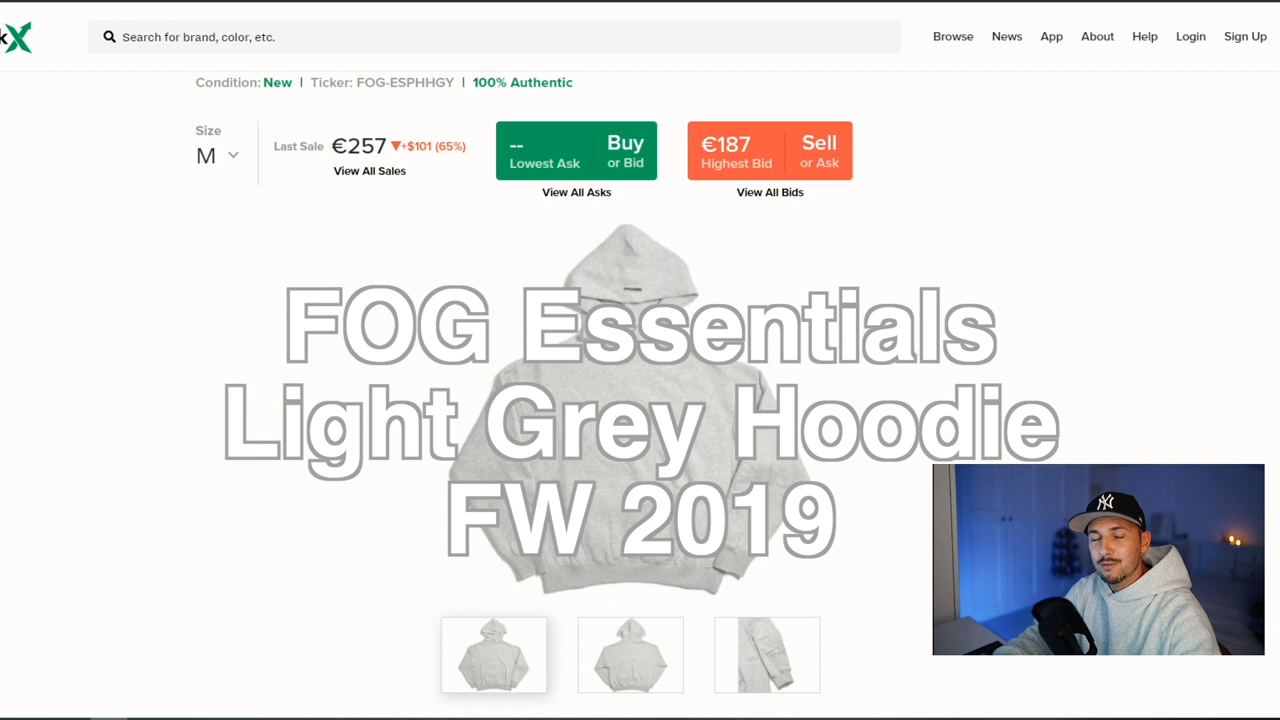 kX
Search for brand, color, etc.
Browse News App About Help Login Sign Up
Condition: New | Ticker: FOG-ESPHHGY | 100% Authentic
Size
M
Last Sale €257 ▼+$101 (65%)
View All Sales
-- Buy
Lowest Ask or Bid
View All Asks
€187 Sell
Highest Bid or Ask
View All Bids
FOG Essentials
Light Grey Hoodie
FW 2019
NY